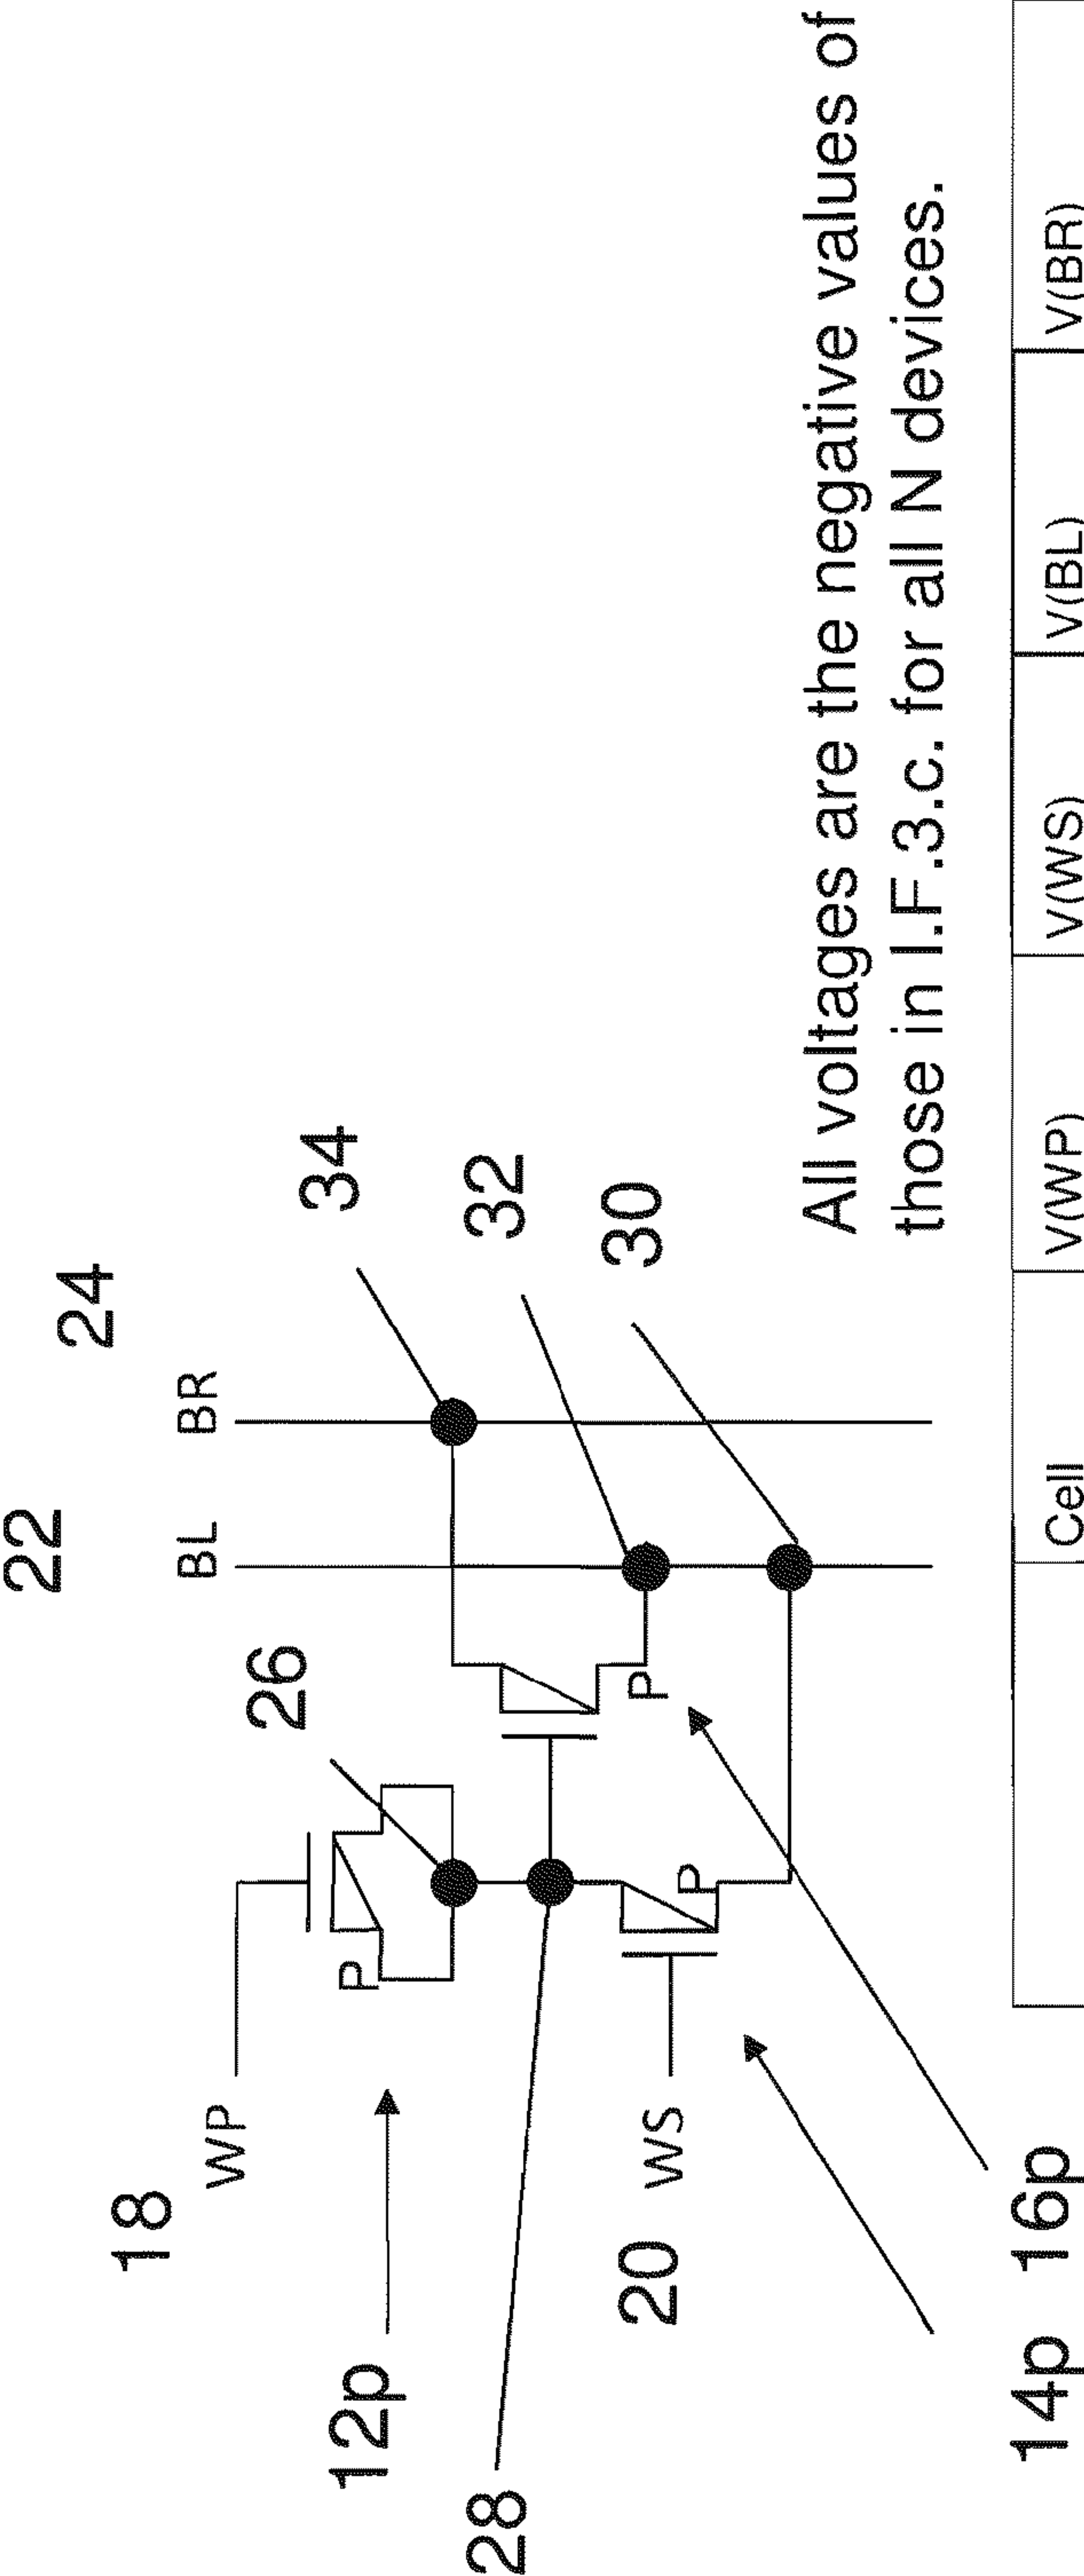 22
24
BL
BR
18
WP
26
34
12p
P
32
28
P
30
20
WS
P
14p
16p
All voltages are the negative values of
those in I.F.3.c. for all N devices.
Cell
V(WP)
V(WS)
V(BL)
V(BR)